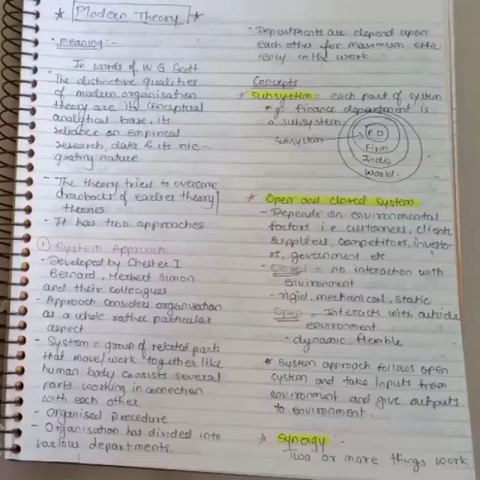 * Modern Theory *
• meaning:-
In words of W G Scott
"The distinctive qualities
of modern organisation
theory are its conceptual
analytical base, its
reliance on empirical
research, data & its nte-
grating nature
- The theory tried to overcome
drawbacks of earlier theory/
theories
- It has two approaches
① System Approach
- Developed by Chester I
Bernard, Herbert Simon
and their colleagues
- Approach considers organisation
as a whole rather particular
aspect
- System = group of related parts
that move/work together like
human body consists several
parts working in connection
with each other
- Organised procedure
- Organisation has divided into
various departments.
- Departments are depend upon
each other for maximum effic
iency in the work
Concepts
* Subsystem: each part of system
eg. finance department is
a subsystem
Subsystem
F.D
Firm
Indus
World
* Open and closed System
- Depends on environmental
factors i.e customers, clients
suppliers, competitors, investo-
rs, government etc
- Close = no interaction with
environment
- rigid, mechanical, static
Open = Interacts with outside
environment
- dynamic, flexible
* System approach follows open
system and take inputs from
environment and give outputs
to environment.
* Synergy :-
Two or more things work